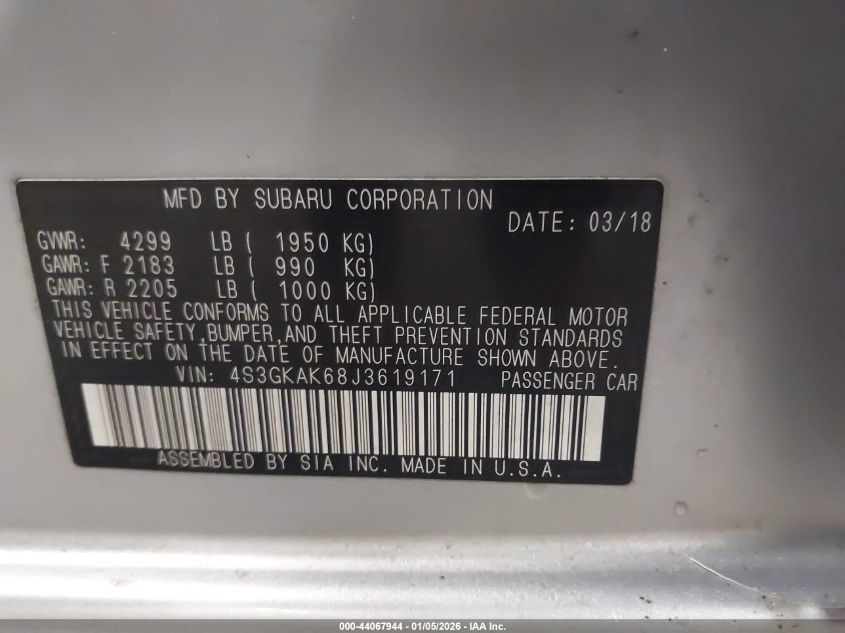 MFD BY SUBARU CORPORATION
DATE: 03/18
GVWR: 4299 LB ( 1950 KG)
GAWR: F 2183 LB ( 990 KG)
GAWR: R 2205 LB ( 1000 KG)
THIS VEHICLE CONFORMS TO ALL APPLICABLE FEDERAL MOTOR
VEHICLE SAFETY,BUMPER,AND THEFT PREVENTION STANDARDS
IN EFFECT ON THE DATE OF MANUFACTURE SHOWN ABOVE.
VIN: 4S3GKAK68J3619171 PASSENGER CAR
ASSEMBLED BY SIA INC. MADE IN U.S.A.
000-44067944 - 01/05/2026 - IAA Inc.